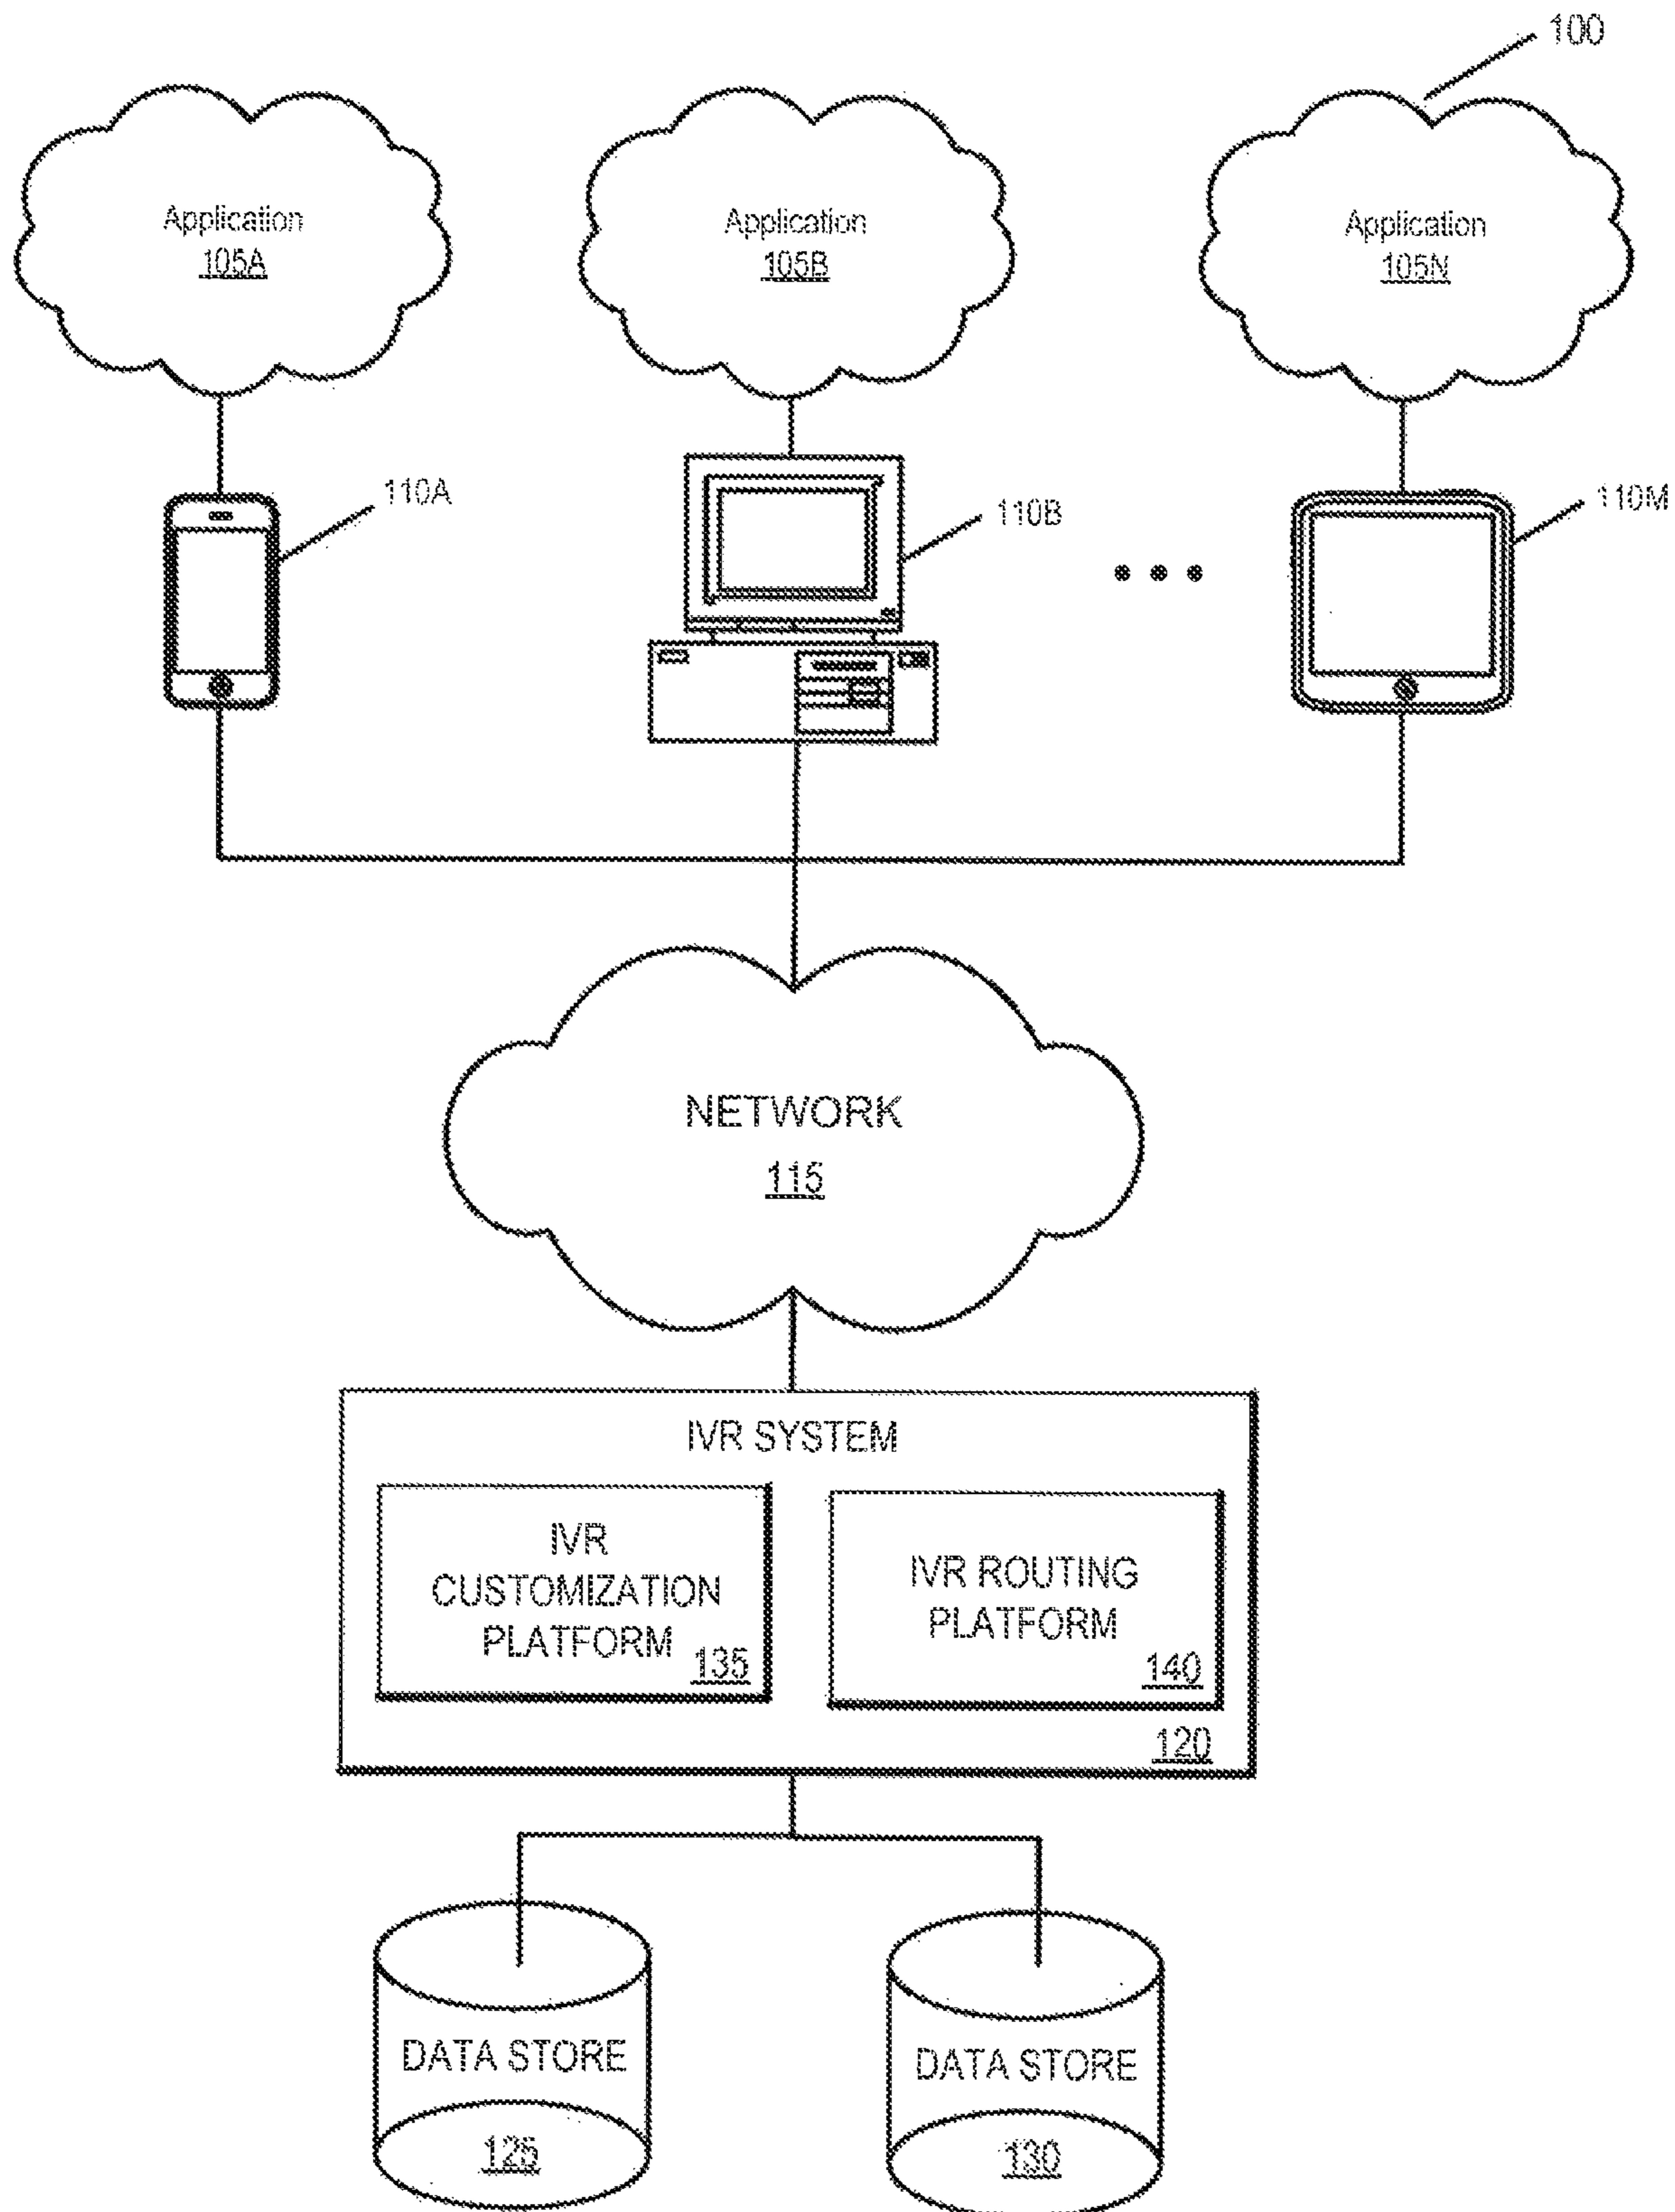 100
Application
105A
Application
105B
Application
105N
110A
110B
110M
NETWORK
115
IVR SYSTEM
IVR
CUSTOMIZATION
PLATFORM
135
IVR ROUTING
PLATFORM
140
120
DATA STORE
125
DATA STORE
130